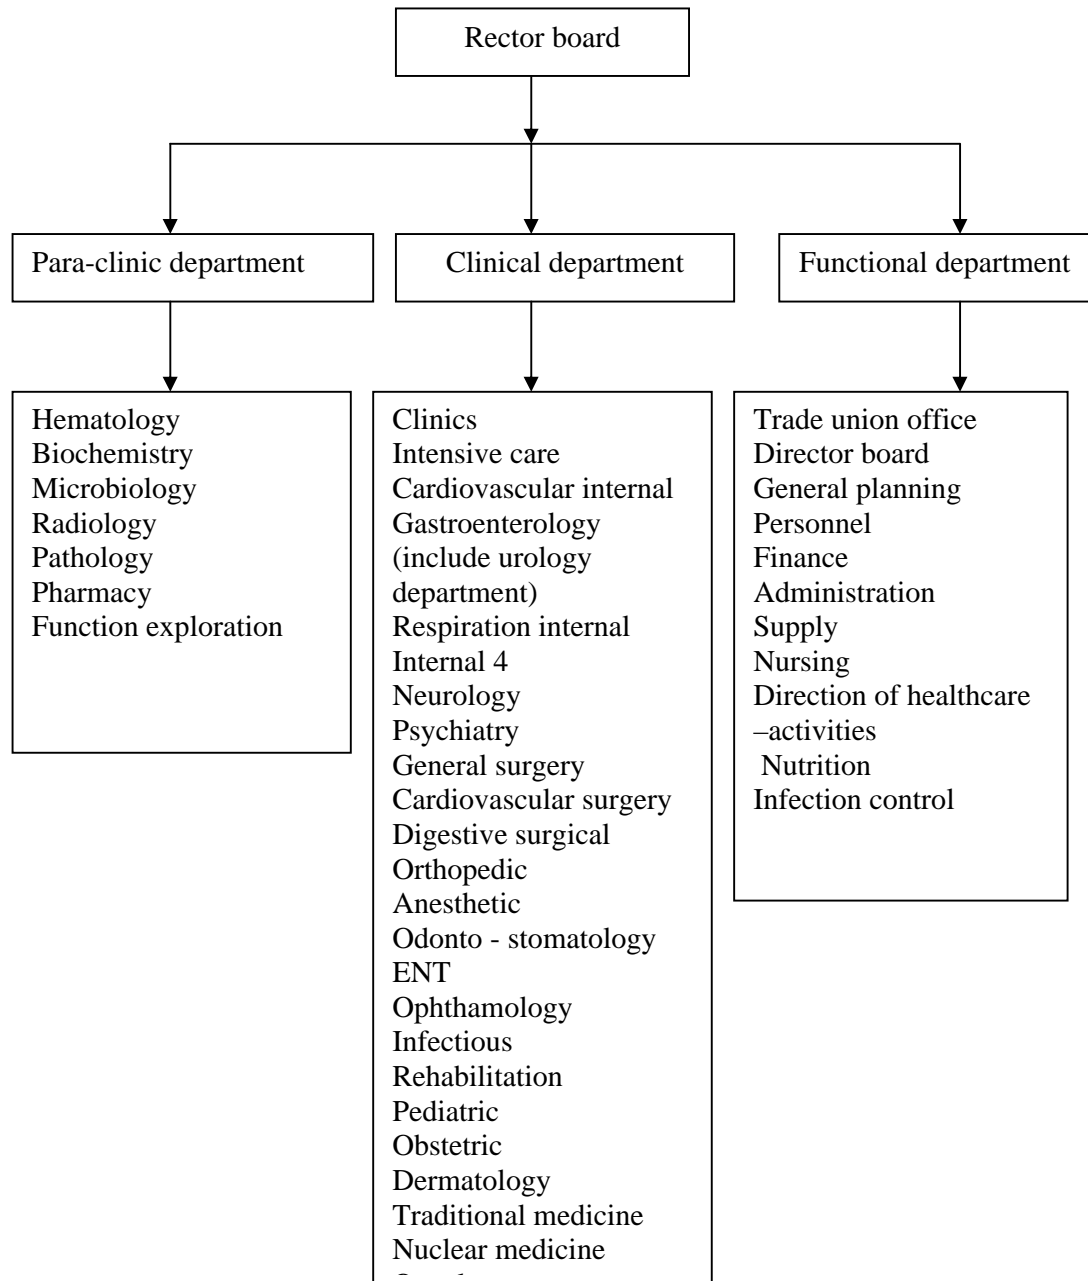 Rector board
Para-clinic department
Clinical department
Functional department
Hematology
Biochemistry
Microbiology
Radiology
Pathology
Pharmacy
Function exploration
Clinics
Intensive care
Cardiovascular internal
Gastroenterology
(include urology
department)
Respiration internal
Internal 4
Neurology
Psychiatry
General surgery
Cardiovascular surgery
Digestive surgical
Orthopedic
Anesthetic
Odonto - stomatology
ENT
Ophthamology
Infectious
Rehabilitation
Pediatric
Obstetric
Dermatology
Traditional medicine
Nuclear medicine
Trade union office
Director board
General planning
Personnel
Finance
Administration
Supply
Nursing
Direction of healthcare
–activities
Nutrition
Infection control